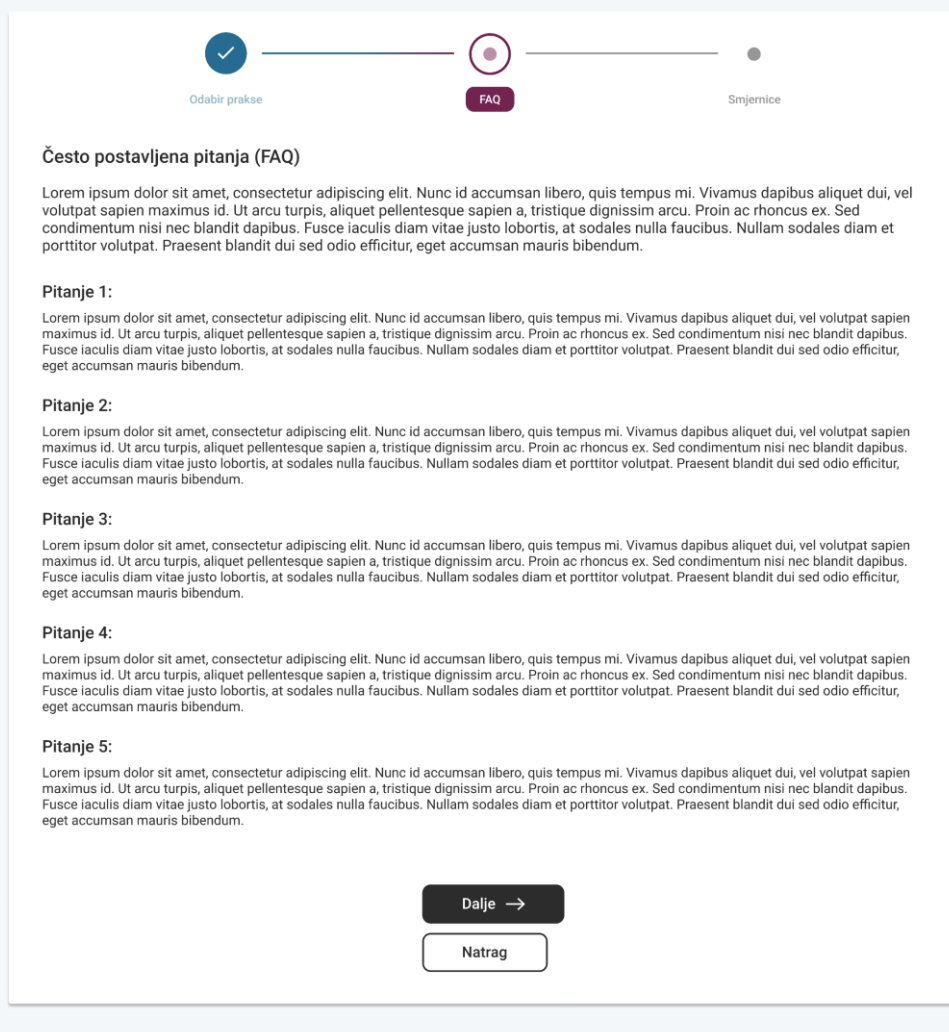 Odabir prakse
FAQ
Smjernice
Često postavljena pitanja (FAQ)
Lorem ipsum dolor sit amet, consectetur adipiscing elit. Nunc id accumsan libero, quis tempus mi. Vivamus dapibus aliquet dui, vel
volutpat sapien maximus id. Ut arcu turpis, aliquet pellentesque sapien a, tristique dignissim arcu. Proin ac rhoncus ex. Sed
condimentum nisi nec blandit dapibus. Fusce iaculis diam vitae justo lobortis, at sodales nulla faucibus. Nullam sodales diam et
porttitor volutpat. Praesent blandit dui sed odio efficitur, eget accumsan mauris bibendum.
Pitanje 1:
Lorem ipsum dolor sit amet, consectetur adipiscing elit. Nunc id accumsan libero, quis tempus mi. Vivamus dapibus aliquet dui, vel volutpat sapien
maximus id. Ut arcu turpis, aliquet pellentesque sapien a, tristique dignissim arcu. Proin ac rhoncus ex. Sed condimentum nisi nec blandit dapibus.
Fusce iaculis diam vitae justo lobortis, at sodales nulla faucibus. Nullam sodales diam et porttitor volutpat. Praesent blandit dui sed odio efficitur,
eget accumsan mauris bibendum.
Pitanje 2:
Lorem ipsum dolor sit amet, consectetur adipiscing elit. Nunc id accumsan libero, quis tempus mi. Vivamus dapibus aliquet dui, vel volutpat sapien
maximus id. Ut arcu turpis, aliquet pellentesque sapien a, tristique dignissim arcu. Proin ac rhoncus ex. Sed condimentum nisi nec blandit dapibus.
Fusce iaculis diam vitae justo lobortis, at sodales nulla faucibus. Nullam sodales diam et porttitor volutpat. Praesent blandit dui sed odio efficitur,
eget accumsan mauris bibendum.
Pitanje 3:
Lorem ipsum dolor sit amet, consectetur adipiscing elit. Nunc id accumsan libero, quis tempus mi. Vivamus dapibus aliquet dui, vel volutpat sapien
maximus id. Ut arcu turpis, aliquet pellentesque sapien a, tristique dignissim arcu. Proin ac rhoncus ex. Sed condimentum nisi nec blandit dapibus.
Fusce iaculis diam vitae justo lobortis, at sodales nulla faucibus. Nullam sodales diam et porttitor volutpat. Praesent blandit dui sed odio efficitur,
eget accumsan mauris bibendum.
Pitanje 4:
Lorem ipsum dolor sit amet, consectetur adipiscing elit. Nunc id accumsan libero, quis tempus mi. Vivamus dapibus aliquet dui, vel volutpat sapien
maximus id. Ut arcu turpis, aliquet pellentesque sapien a, tristique dignissim arcu. Proin ac rhoncus ex. Sed condimentum nisi nec blandit dapibus.
Fusce iaculis diam vitae justo lobortis, at sodales nulla faucibus. Nullam sodales diam et porttitor volutpat. Praesent blandit dui sed odio efficitur,
eget accumsan mauris bibendum.
Pitanje 5:
Lorem ipsum dolor sit amet, consectetur adipiscing elit. Nunc id accumsan libero, quis tempus mi. Vivamus dapibus aliquet dui, vel volutpat sapien
maximus id. Ut arcu turpis, aliquet pellentesque sapien a, tristique dignissim arcu. Proin ac rhoncus ex. Sed condimentum nisi nec blandit dapibus.
Fusce iaculis diam vitae justo lobortis, at sodales nulla faucibus. Nullam sodales diam et porttitor volutpat. Praesent blandit dui sed odio efficitur,
eget accumsan mauris bibendum.
Dalje →
Natrag